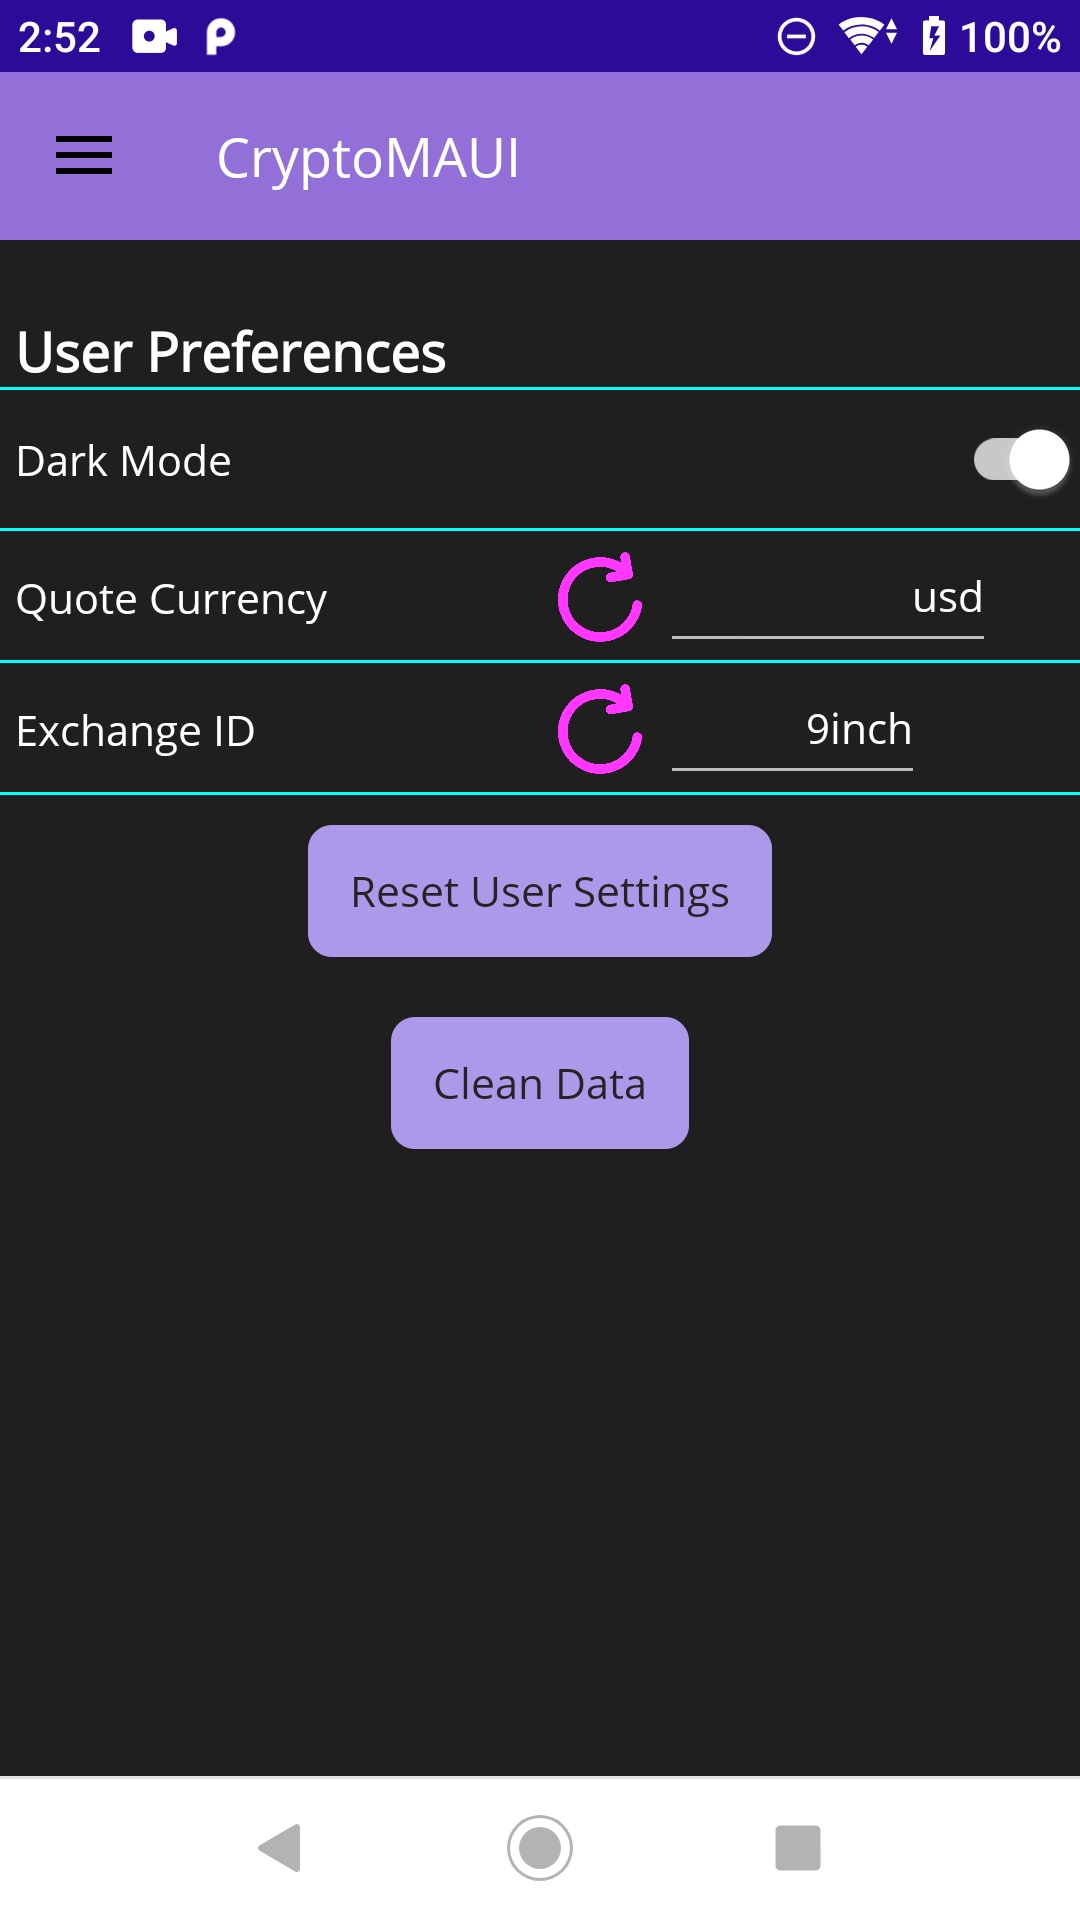 2:52 100%
CryptoMAUI
User Preferences
Dark Mode
Quote Currency usd
Exchange ID 9inch
Reset User Settings
Clean Data